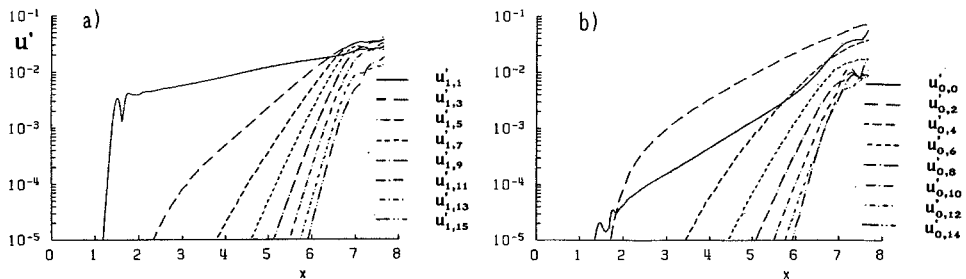 a)
u'
10⁻¹
10⁻²
10⁻³
10⁻⁴
10⁻⁵
0 1 2 3 4 5 6 7 8
x
u'₁,₁
u'₁,₃
u'₁,₅
u'₁,₇
u'₁,₉
u'₁,₁₁
u'₁,₁₃
u'₁,₁₅
b)
10⁻¹
10⁻²
10⁻³
10⁻⁴
10⁻⁵
0 1 2 3 4 5 6 7 8
x
u'₀,₀
u'₀,₂
u'₀,₄
u'₀,₆
u'₀,₈
u'₀,₁₀
u'₀,₁₂
u'₀,₁₄